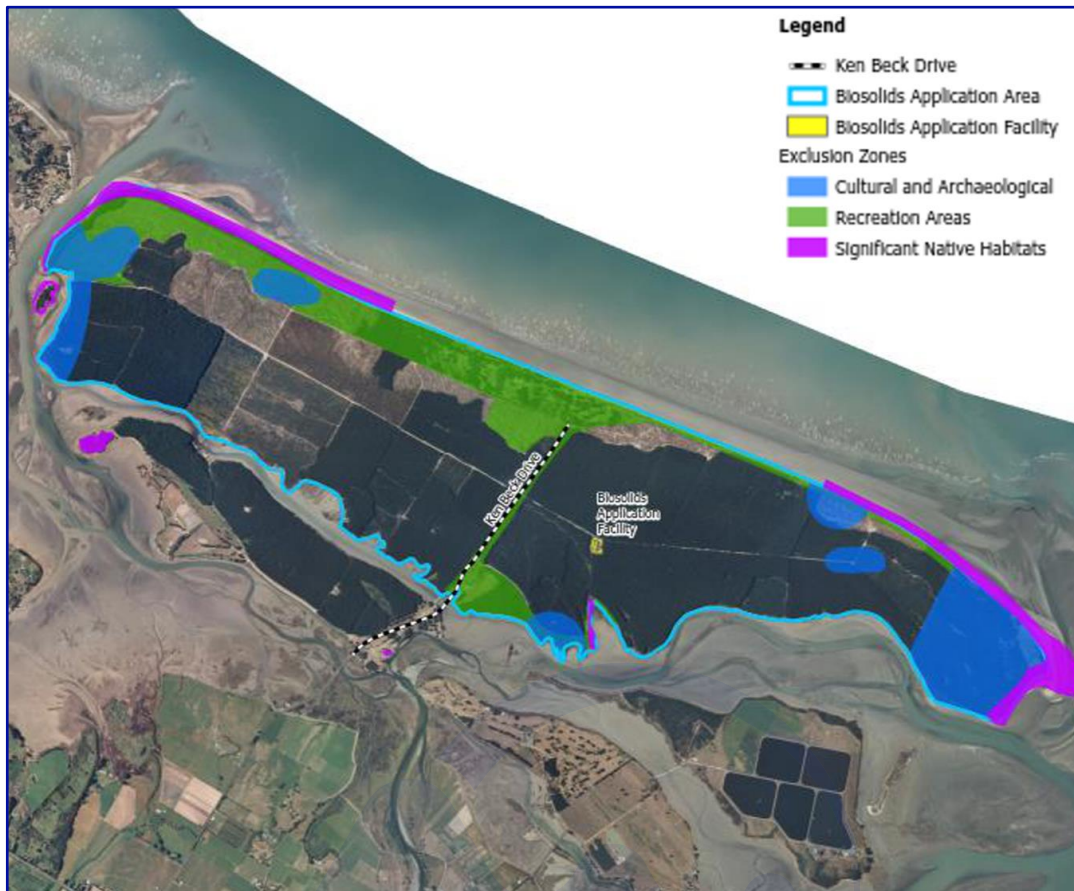 Legend
Ken Beck Drive
Biosolids Application Area
Biosolids Application Facility
Exclusion Zones
Cultural and Archaeological
Recreation Areas
Significant Native Habitats
Ken Beck Drive
Biosolids
Application
Facility